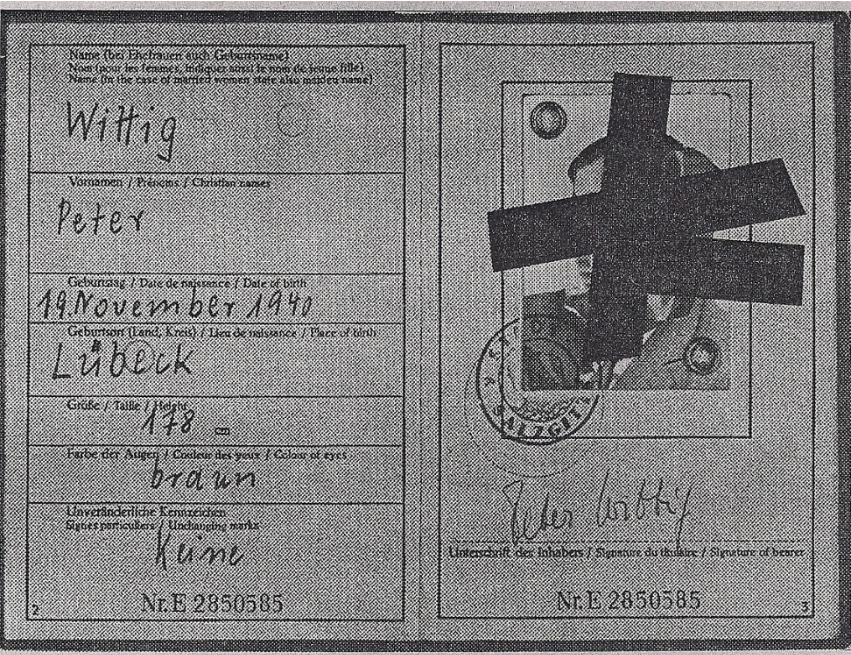 Name (bei Ehefrauen auch Geburtsname)
Nom (pour les femmes, indiquer aussi le nom de jeune fille)
Name (in the case of married women state also maiden name)
Wittig
Vornamen / Prénoms / Christian names
Peter
Geburtstag / Date de naissance / Date of birth
19. November 1940
Geburtsort (Land, Kreis) / Lieu de naissance / Place of birth
Lübeck
Größe / Taille / Height
178 cm
Farbe der Augen / Couleur des yeux / Colour of eyes
braun
Unveränderliche Kennzeichen
Signes particuliers / Unchanging marks
Keine
Nr. E 2850585
2
SALZGIT
Peter Wittig
Unterschrift des Inhabers / Signature du titulaire / Signature of bearer
Nr. E 2850585
3